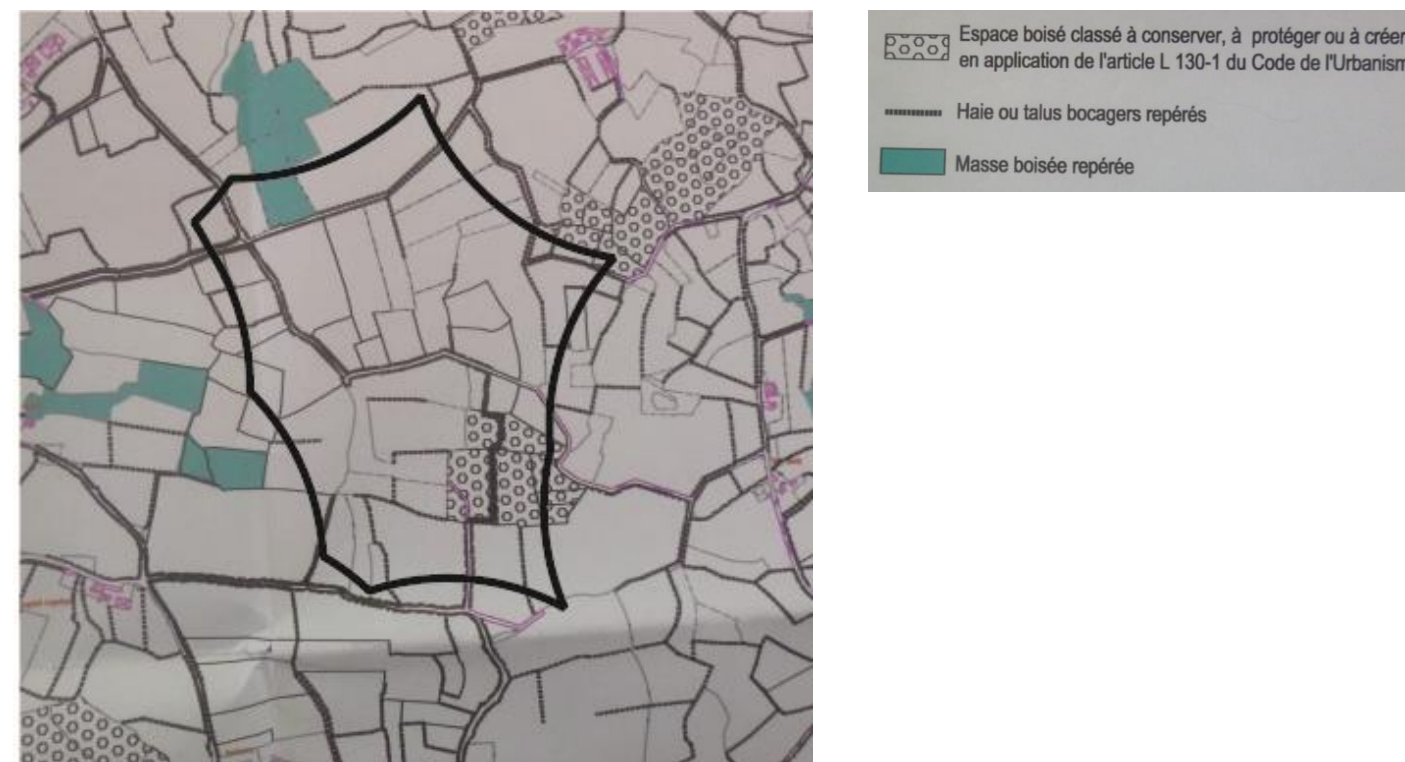 Espace boisé classé à conserver, à protéger ou à créer
en application de l'article L 130-1 du Code de l'Urbanism
Haie ou talus bocagers repérés
Masse boisée repérée